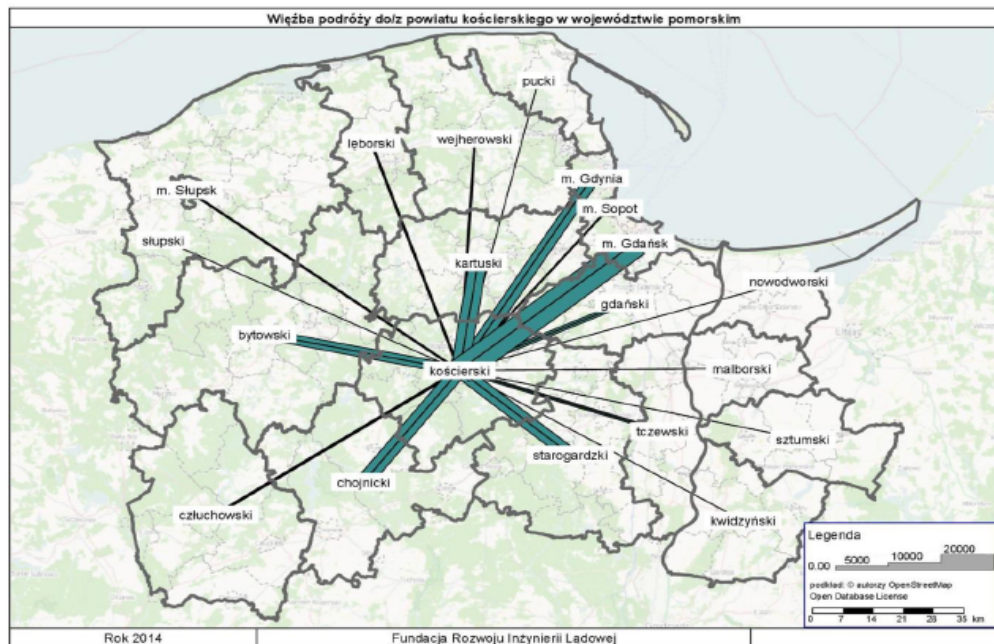 Więźba podróży do/z powiatu kościerskiego w województwie pomorskim
pucki
lęborski
wejherowski
m. Słupsk
m. Gdynia
m. Sopot
słupski
m. Gdańsk
kartuski
nowodworski
gdański
bytowski
kościerski
malborski
tczewski
sztumski
starogardzki
chojnicki
człuchowski
kwidzyński
Legenda
0.00 5000 10000 20000
podkład: © autorzy OpenStreetMap
Open Database License
0 7 14 21 28 35 km
Rok 2014
Fundacja Rozwoju Inżynierii Lądowej